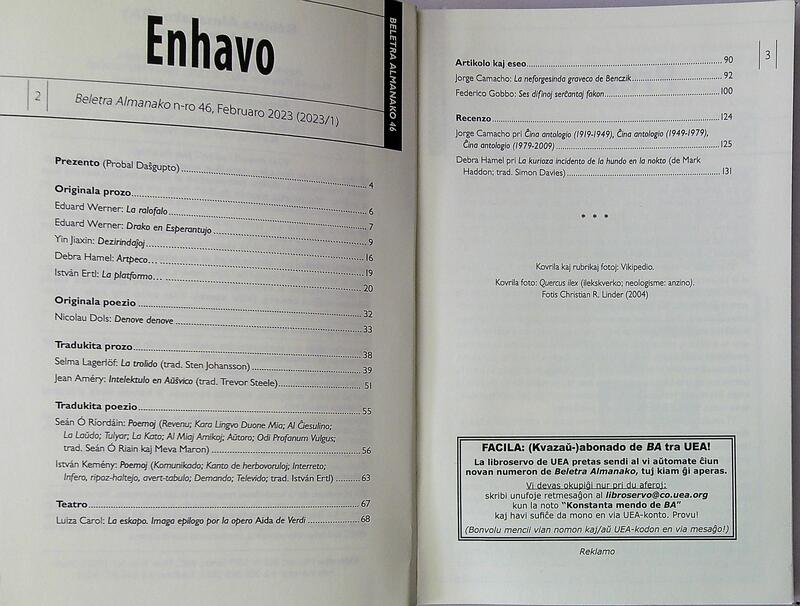 Enhavo
BELETRA ALMANAKO 46
2
Beletra Almanako n-ro 46, Februaro 2023 (2023/1)
Prezento (Probal Daŝgupto) 4
Originala prozo 6
Eduard Werner: La ralofalo 7
Eduard Werner: Drako en Esperantujo 9
Yin Jiaxin: Dezirindaĵoj 16
Debra Hamel: Artpeco… 19
István Ertl: La platformo… 20
Originala poezio 32
Nicolau Dols: Denove denove 33
Tradukita prozo 38
Selma Lagerlöf: La trolido (trad. Sten Johansson) 39
Jean Améry: Intelektulo en Aŭŝvico (trad. Trevor Steele) 51
Tradukita poezio 55
Seán Ó Ríordáin: Poemoj (Revenu; Kara Lingvo Duone Mia; Al Ĉiesulino;
La Laŭdo; Tulyar; La Kato; Al Miaj Amikoj; Aŭtoro; Odi Profanum Vulgus;
trad. Seán Ó Riain kaj Meva Maron) 56
István Kemény: Poemoj (Komunikado; Kanto de herbovoruloj; Interreto;
Infero, ripoz-haltejo, avert-tabulo; Demando; Televido; trad. István Ertl) 63
Teatro 67
Luiza Carol: La eskapo. Imaga epilogo por la opero Aida de Verdi 68
3
Artikolo kaj eseo 90
Jorge Camacho: La neforgesinda graveco de Benczik 92
Federico Gobbo: Ses difinoj serĉantaj fakon 100
Recenzo 124
Jorge Camacho pri Ĉina antologio (1919-1949), Ĉina antologio (1949-1979),
Ĉina antologio (1979-2009) 125
Debra Hamel pri La kurioza incidento de la hundo en la nokto (de Mark
Haddon; trad. Simon Davies) 131
• • •
Kovrila kaj rubrikaj fotoj: Vikipedio.
Kovrila foto: Quercus ilex (ilekskverko; neologisme: anzino).
Fotis Christian R. Linder (2004)
FACILA: (Kvazaŭ-)abonado de BA tra UEA!
La libroservo de UEA pretas sendi al vi aŭtomate ĉiun
novan numeron de Beletra Almanako, tuj kiam ĝi aperas.
Vi devas okupiĝi nur pri du aferoj:
skribi unufoje retmesaĝon al libroservo@co.uea.org
kun la noto "Konstanta mendo de BA"
kaj havi sufiĉe da mono en via UEA-konto. Provu!
(Bonvolu mencii vian nomon kaj/aŭ UEA-kodon en via mesaĝo!)
Reklamo